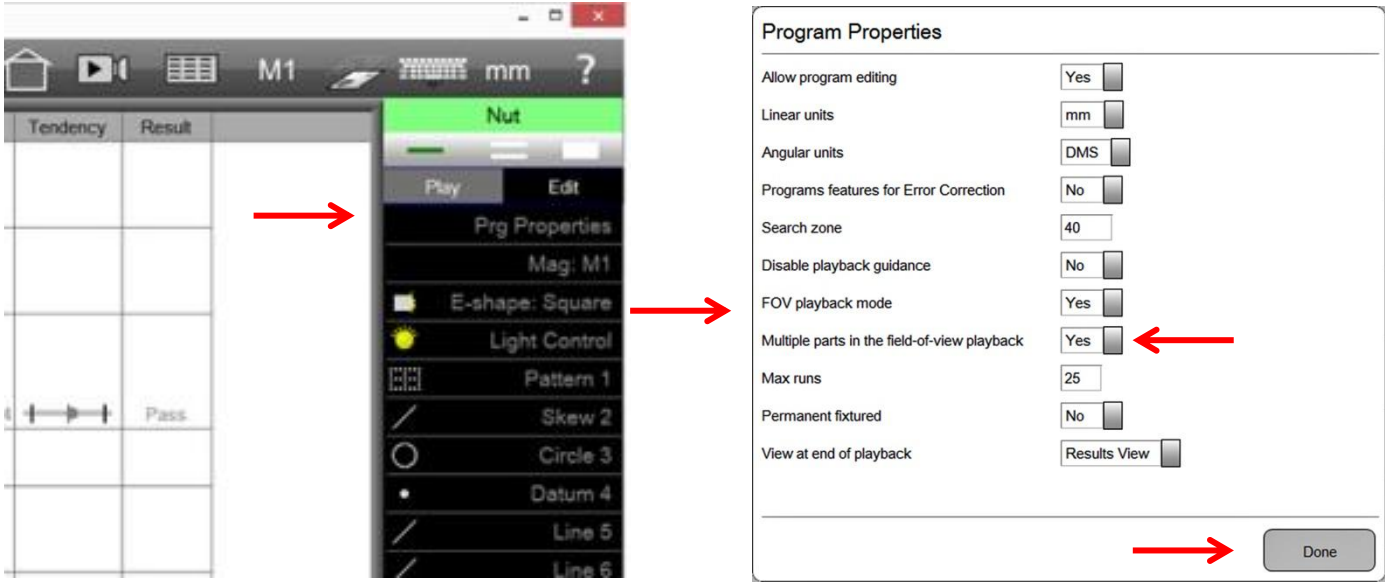 M1
mm
?
Tendency Result
Nut
Play Edit
Prg Properties
Mag: M1
E-shape: Square
Light Control
Pattern 1
Skew 2
Pass
Circle 3
Datum 4
Line 5
Line 6
Program Properties
Allow program editing Yes
Linear units mm
Angular units DMS
Programs features for Error Correction No
Search zone 40
Disable playback guidance No
FOV playback mode Yes
Multiple parts in the field-of-view playback Yes
Max runs 25
Permanent fixtured No
View at end of playback Results View
Done